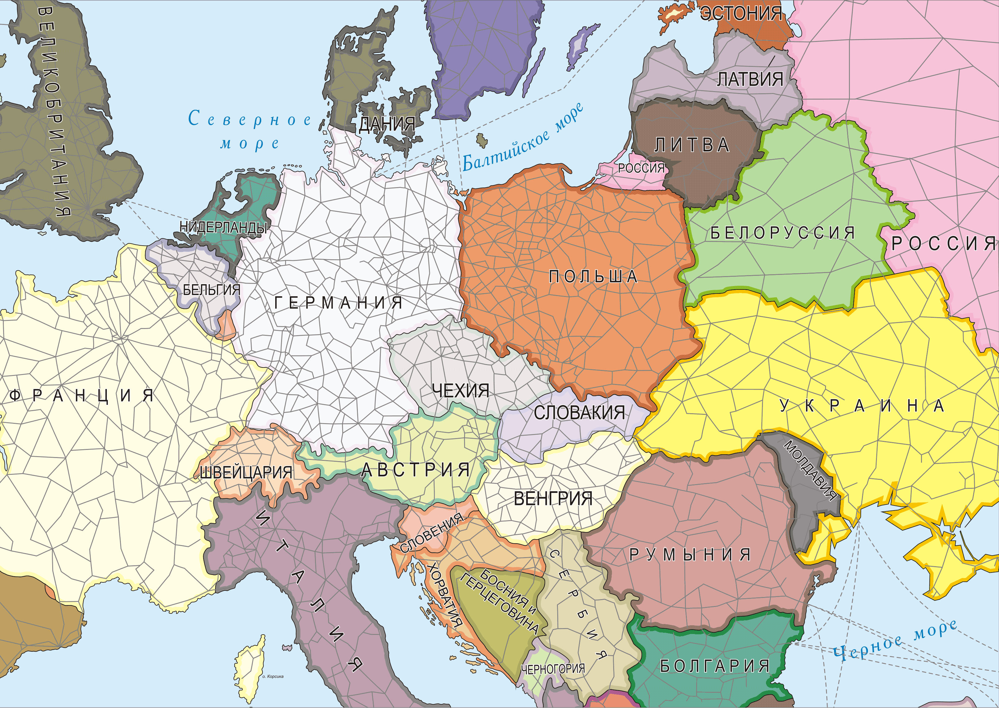 ВЕЛИКОБРИТАНИЯ
ЭСТОНИЯ
ЛАТВИЯ
Северное
море
ДАНИЯ
Балтийское море
ЛИТВА
РОССИЯ
НИДЕРЛАНДЫ
БЕЛОРУССИЯ
РОССИЯ
БЕЛЬГИЯ
ГЕРМАНИЯ
ПОЛЬША
ФРАНЦИЯ
ЧЕХИЯ
СЛОВАКИЯ
УКРАИНА
ШВЕЙЦАРИЯ
АВСТРИЯ
МОЛДАВИЯ
ВЕНГРИЯ
ИТАЛИЯ
СЛОВЕНИЯ
РУМЫНИЯ
ХОРВАТИЯ
БОСНИЯ и
ГЕРЦЕГОВИНА
СЕРБИЯ
Черное море
ЧЕРНОГОРИЯ
БОЛГАРИЯ
о. Корсика